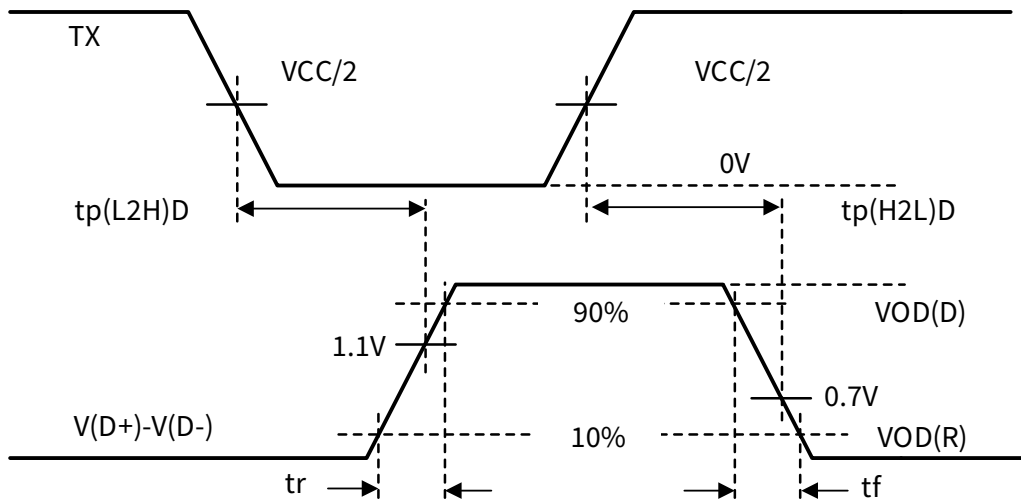 TX
VCC/2
VCC/2
0V
tp(L2H)D
tp(H2L)D
90%
VOD(D)
1.1V
0.7V
V(D+)-V(D-)
10%
VOD(R)
tr
tf